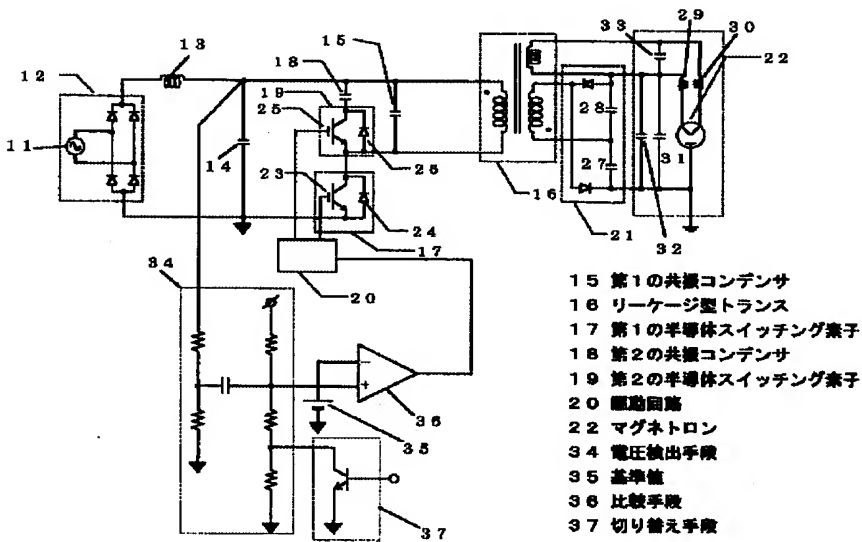 29
33
30
22
15
13
18
12
19
25
28
11
14
26
23
27
31
16
24
21
32
17
34
20
15 第1の共振コンデンサ
16 リーケージ型トランス
17 第1の半導体スイッチング素子
18 第2の共振コンデンサ
19 第2の半導体スイッチング素子
20 駆動回路
22 マグネトロン
34 電圧検出手段
35 基準値
36 比較手段
37 切り替え手段
−
+
36
35
37